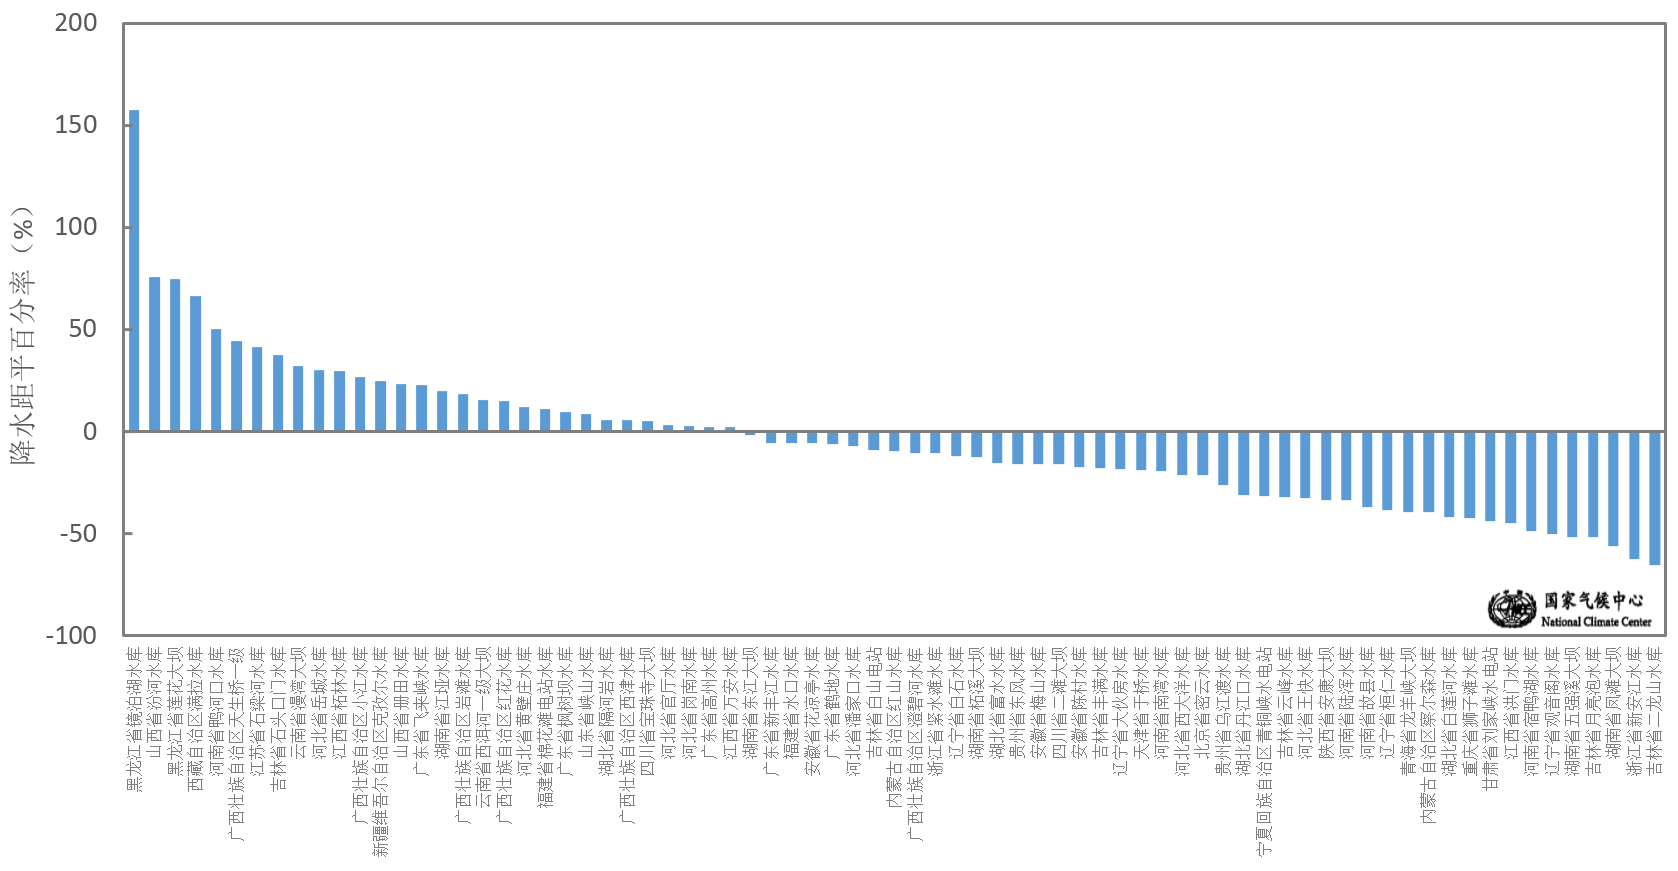 200
150
100
50
0
-50
-100
降水距平百分率（%）
国家气候中心
National Climate Center
黑龙江省镜泊湖水库
山西省汾河水库
黑龙江省莲花大坝
西藏自治区满拉水库
河南省鸭河口水库
广西壮族自治区天生桥一级
江苏省石梁河水库
吉林省石头口门水库
云南省漫湾大坝
河北省岳城水库
江西省柘林水库
广西壮族自治区小江水库
新疆维吾尔自治区克孜尔水库
山西省册田水库
广东省飞来峡水库
湖南省江垭水库
广西壮族自治区岩滩水库
云南省西洱河一级大坝
广西壮族自治区红花水库
河北省黄壁庄水库
福建省棉花滩电站水库
广东省枫树坝水库
山东省峡山水库
湖北省隔河岩水库
广西壮族自治区西津水库
四川省宝珠寺大坝
河北省官厅水库
河北省岗南水库
广东省高州水库
江西省万安水库
湖南省东江大坝
广东省新丰江水库
福建省水口水库
安徽省花凉亭水库
广东省鹤地水库
河北省潘家口水库
吉林省白山电站
内蒙古自治区红山水库
广西壮族自治区澄碧河水库
浙江省紧水滩水库
辽宁省白石水库
湖南省柘溪大坝
湖北省富水水库
贵州省东风水库
安徽省梅山水库
四川省二滩大坝
安徽省陈村水库
吉林省丰满水库
辽宁省大伙房水库
天津省于桥水库
河南省南湾水库
河北省西大洋水库
北京省密云水库
贵州省乌江渡水库
湖北省丹江口水库
宁夏回族自治区青铜峡水电站
吉林省云峰水库
河北省王快水库
陕西省安康大坝
河南省陆浑水库
河南省故县水库
辽宁省桓仁水库
青海省龙羊峡大坝
内蒙古自治区察尔森水库
湖北省白莲河水库
重庆省狮子滩水库
甘肃省刘家峡水电站
江西省洪门水库
河南省宿鸭湖水库
辽宁省观音阁水库
湖南省五强溪大坝
吉林省月亮泡水库
湖南省凤滩大坝
浙江省新安江水库
吉林省二龙山水库